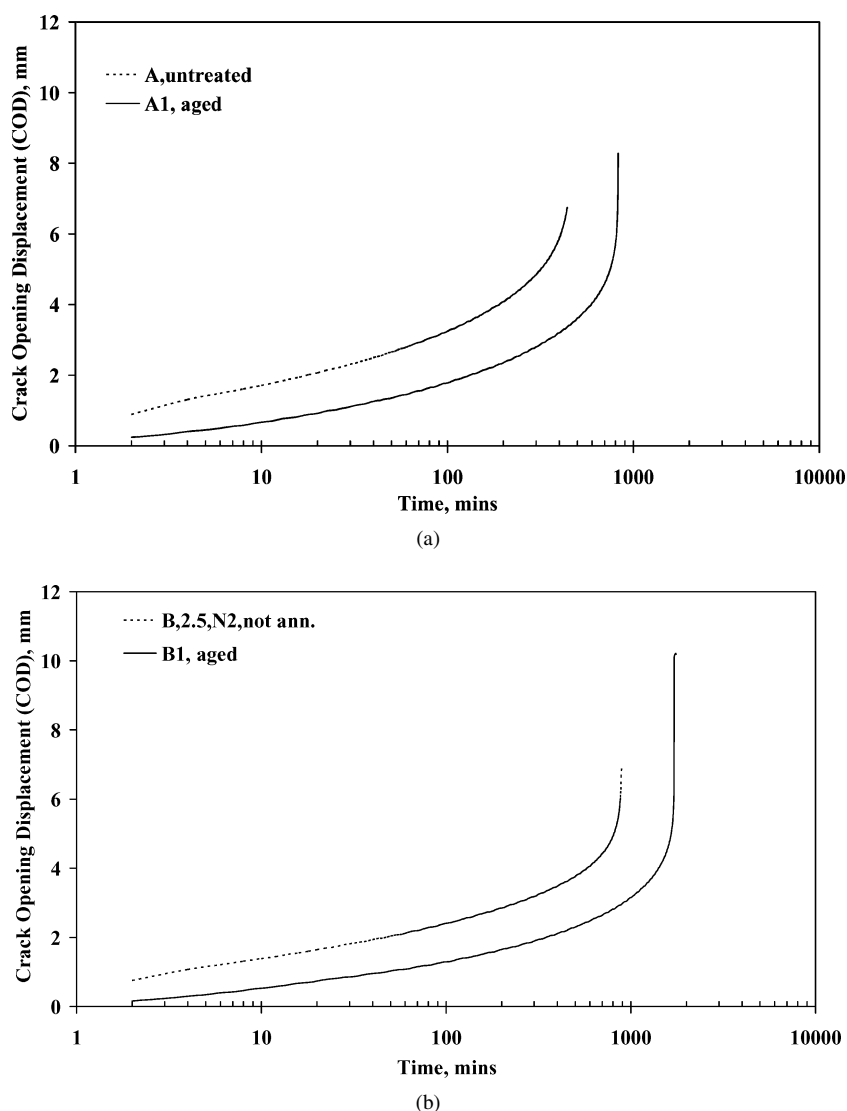 12
10
8
6
4
2
0
Crack Opening Displacement (COD), mm
A,untreated
A1, aged
1
10
100
1000
10000
Time, mins
(a)
12
10
8
6
4
2
0
Crack Opening Displacement (COD), mm
B,2.5,N2,not ann.
B1, aged
1
10
100
1000
10000
Time, mins
(b)